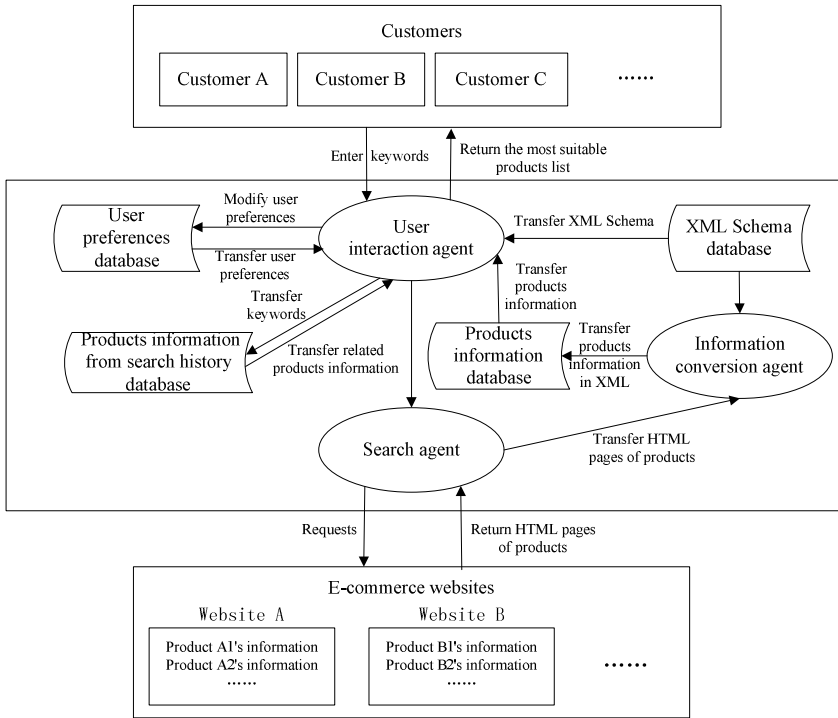 Customers
Customer A
Customer B
Customer C
······
Enter keywords
Return the most suitable
products list
User
preferences
database
Modify user
preferences
Transfer user
preferences
User
interaction agent
Transfer XML Schema
XML Schema
database
Transfer
keywords
Transfer related
products information
Products information
from search history
database
Transfer
products
information
Products
information
database
Transfer
products
information
in XML
Information
conversion agent
Search agent
Transfer HTML
pages of products
Requests
Return HTML pages
of products
E-commerce websites
Website A
Product A1's information
Product A2's information
······
Website B
Product B1's information
Product B2's information
······
······